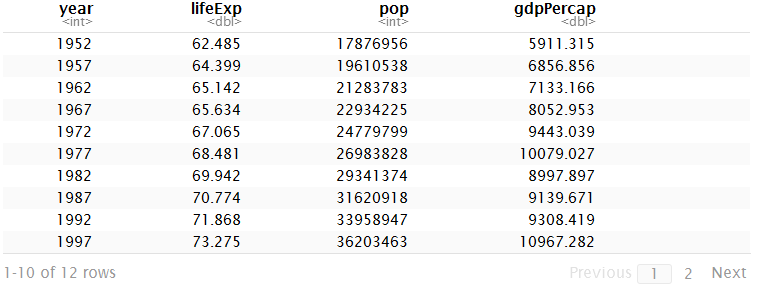 year lifeExp pop gdpPercap
<int> <dbl> <int> <dbl>
1952 62.485 17876956 5911.315
1957 64.399 19610538 6856.856
1962 65.142 21283783 7133.166
1967 65.634 22934225 8052.953
1972 67.065 24779799 9443.039
1977 68.481 26983828 10079.027
1982 69.942 29341374 8997.897
1987 70.774 31620918 9139.671
1992 71.868 33958947 9308.419
1997 73.275 36203463 10967.282
1-10 of 12 rows Previous 1 2 Next